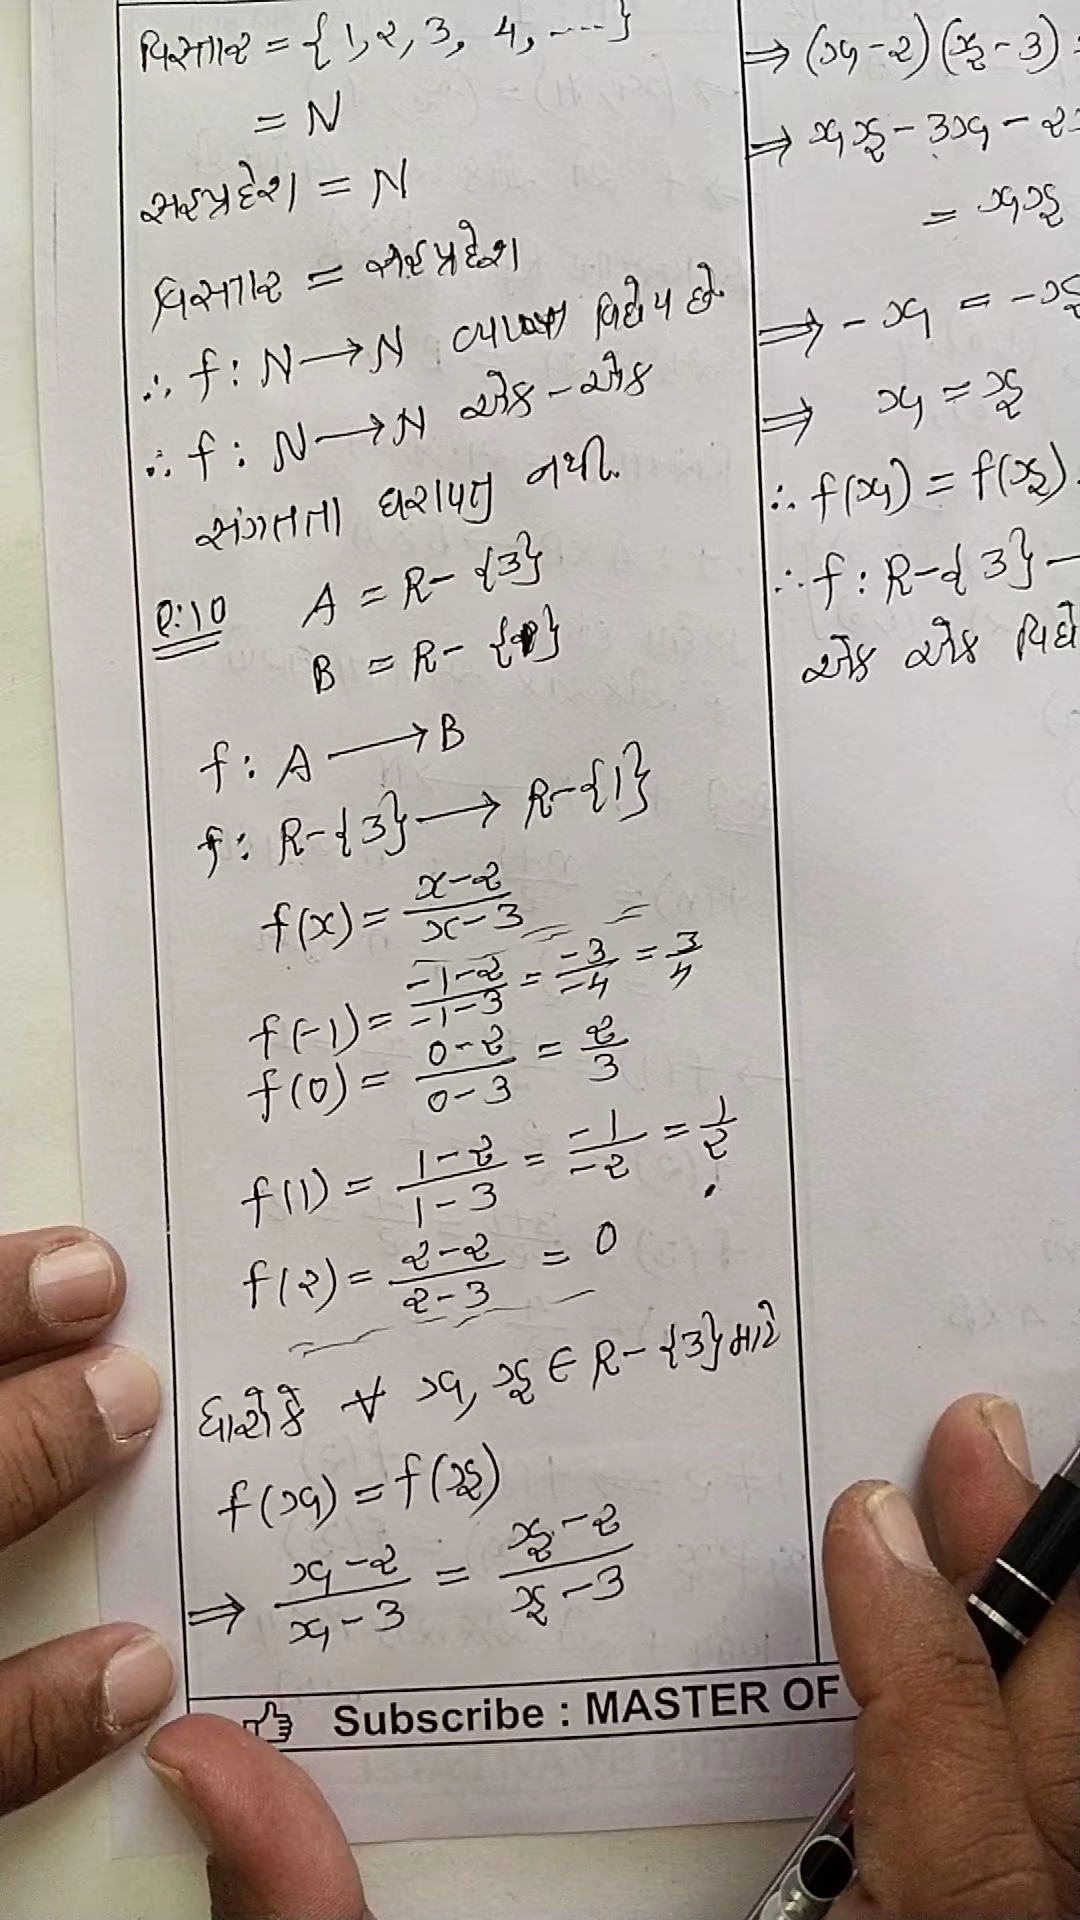 વિસ્તાર = {1, 2, 3, 4, ----}
= N
સહપ્રદેશ = N
વિસ્તાર = સહપ્રદેશ
∴ f : N → N વ્યાપ્ત વિધેય છે
∴ f : N → N એક-એક
સંગતતા ધરાવતું નથી.
Q:10 A = R - {3}
B = R - {1}
f : A → B
f : R-{3} → R-{1}
f(x) = (x-2)/(x-3)
f(-1) = (-1-2)/(-1-3) = -3/-4 = 3/4
f(0) = (0-2)/(0-3) = 2/3
f(1) = (1-2)/(1-3) = -1/-2 = 1/2
f(2) = (2-2)/(2-3) = 0
ધારોકે ∀ x₁, x₂ ∈ R-{3} માટે
f(x₁) = f(x₂)
⇒ (x₁-2)/(x₁-3) = (x₂-2)/(x₂-3)
⇒ (x₁-2)(x₂-3) =
⇒ x₁x₂ - 3x₁ - 2
= x₁x₂
⇒ -x₁ = -x₂
⇒ x₁ = x₂
∴ f(x₁) = f(x₂)
∴ f : R-{3} —
એક એક વિધે
Subscribe : MASTER OF